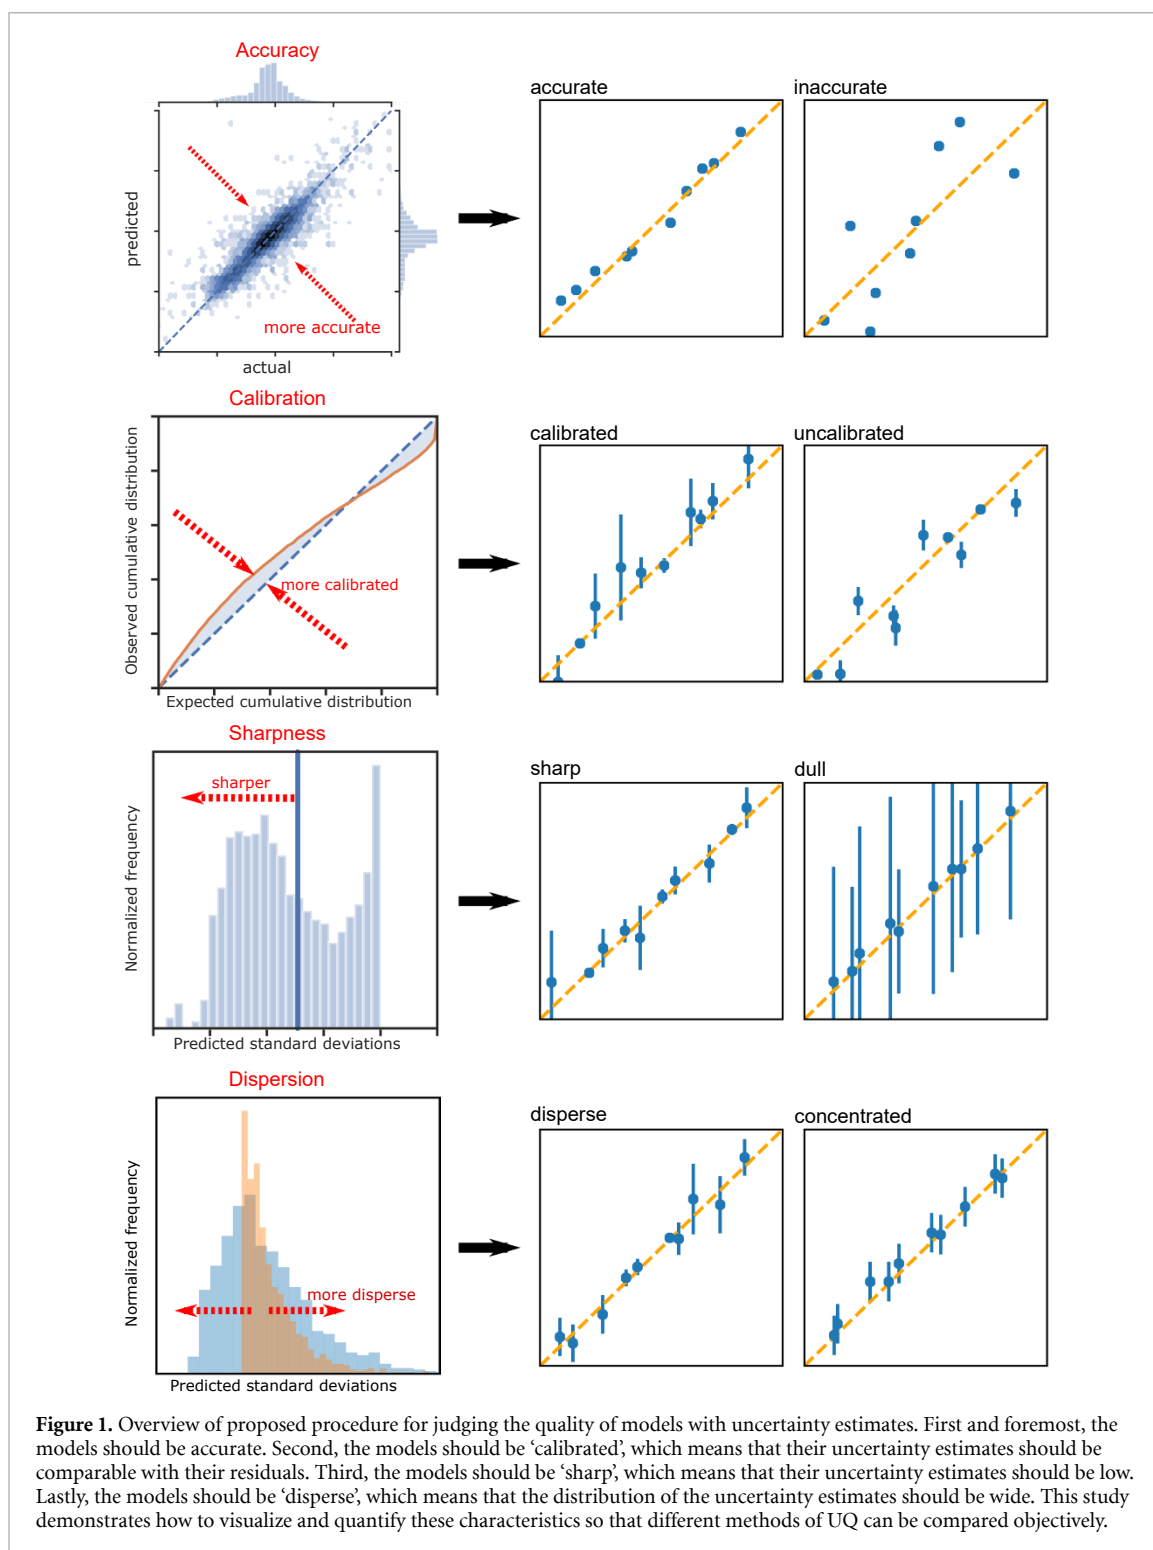 Accuracy
predicted
more accurate
actual
accurate
inaccurate
Calibration
Observed cumulative distribution
more calibrated
Expected cumulative distribution
calibrated
uncalibrated
Sharpness
Normalized frequency
sharper
Predicted standard deviations
sharp
dull
Dispersion
Normalized frequency
more disperse
Predicted standard deviations
disperse
concentrated
Figure 1. Overview of proposed procedure for judging the quality of models with uncertainty estimates. First and foremost, the
models should be accurate. Second, the models should be ‘calibrated’, which means that their uncertainty estimates should be
comparable with their residuals. Third, the models should be ‘sharp’, which means that their uncertainty estimates should be low.
Lastly, the models should be ‘disperse’, which means that the distribution of the uncertainty estimates should be wide. This study
demonstrates how to visualize and quantify these characteristics so that different methods of UQ can be compared objectively.